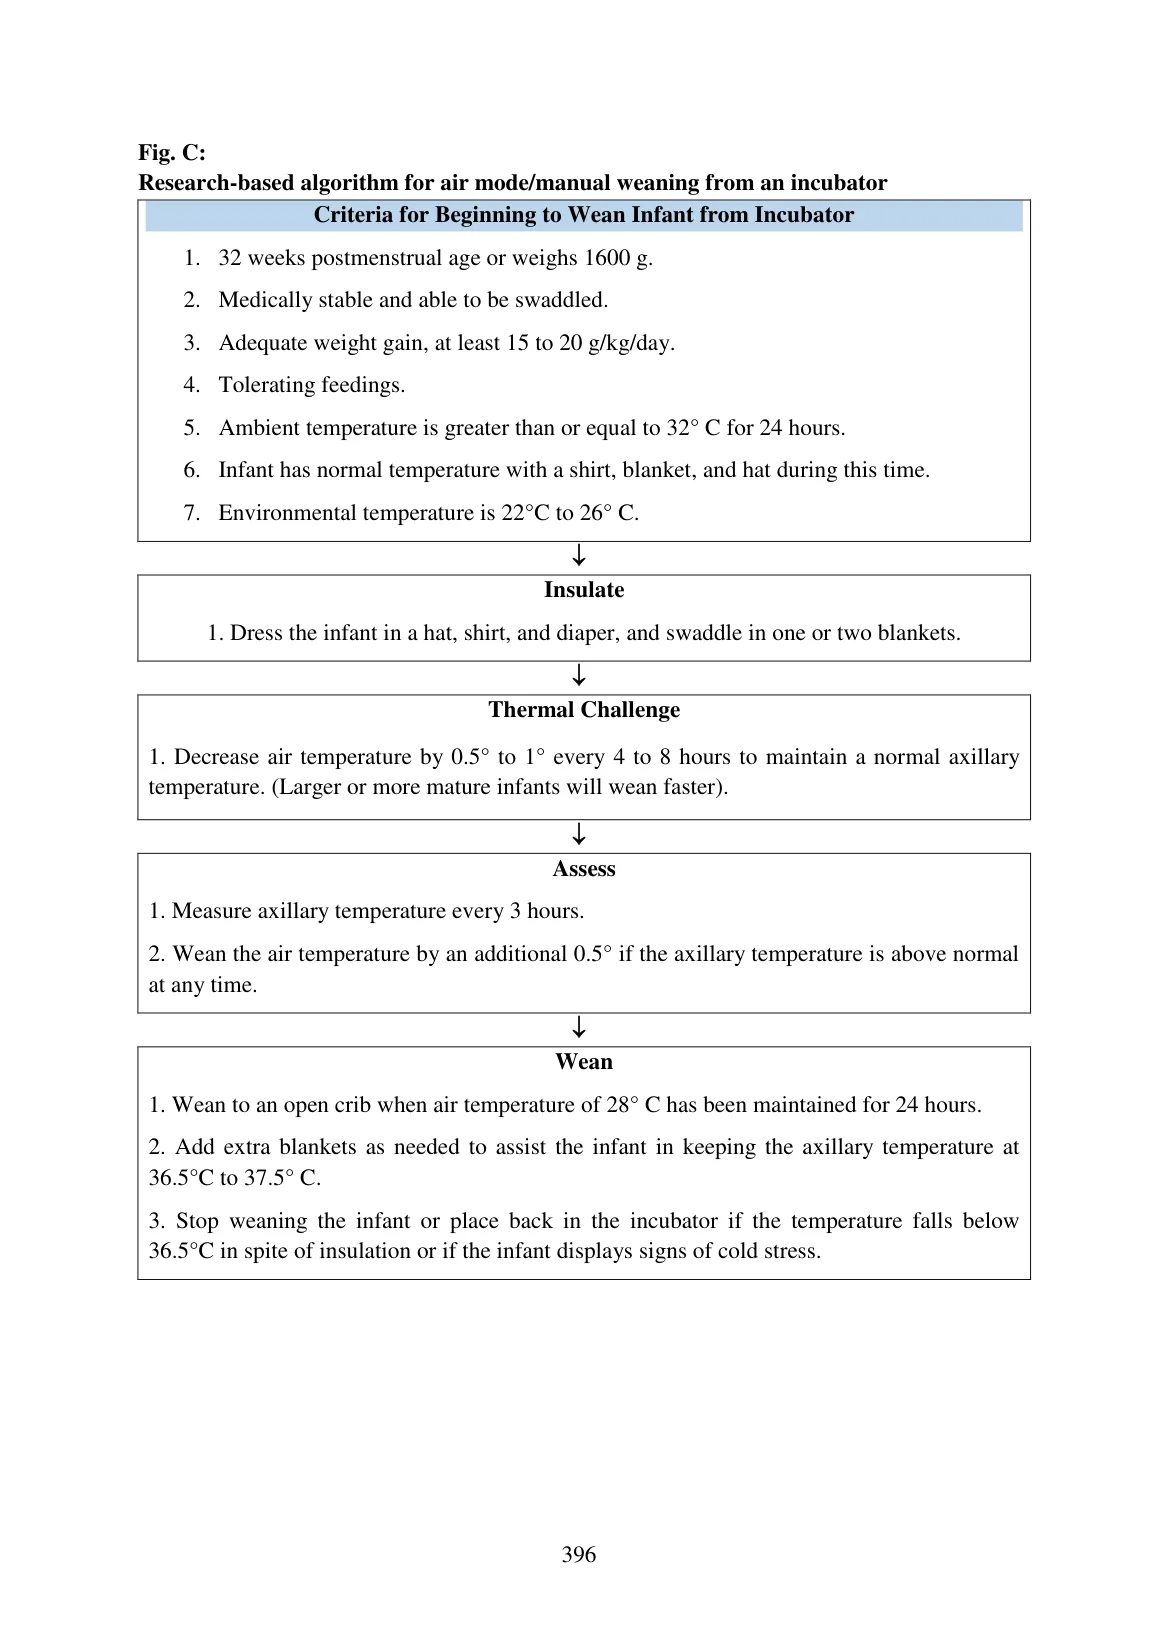 Fig. C:
Research-based algorithm for air mode/manual weaning from an incubator
Criteria for Beginning to Wean Infant from Incubator
1. 32 weeks postmenstrual age or weighs 1600 g.
2. Medically stable and able to be swaddled.
3. Adequate weight gain, at least 15 to 20 g/kg/day.
4. Tolerating feedings.
5. Ambient temperature is greater than or equal to 32° C for 24 hours.
6. Infant has normal temperature with a shirt, blanket, and hat during this time.
7. Environmental temperature is 22°C to 26° C.
↓
Insulate
1. Dress the infant in a hat, shirt, and diaper, and swaddle in one or two blankets.
↓
Thermal Challenge
1. Decrease air temperature by 0.5° to 1° every 4 to 8 hours to maintain a normal axillary
temperature. (Larger or more mature infants will wean faster).
↓
Assess
1. Measure axillary temperature every 3 hours.
2. Wean the air temperature by an additional 0.5° if the axillary temperature is above normal
at any time.
↓
Wean
1. Wean to an open crib when air temperature of 28° C has been maintained for 24 hours.
2. Add extra blankets as needed to assist the infant in keeping the axillary temperature at
36.5°C to 37.5° C.
3. Stop weaning the infant or place back in the incubator if the temperature falls below
36.5°C in spite of insulation or if the infant displays signs of cold stress.
396